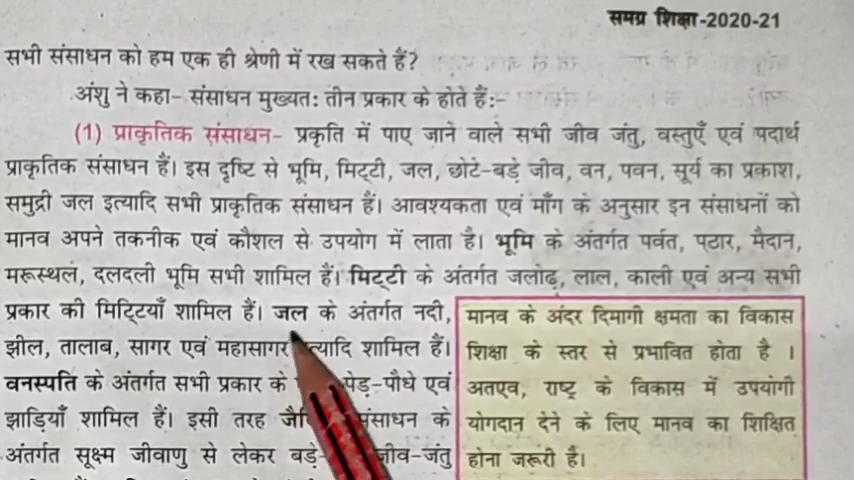 समग्र शिक्षा-2020-21
सभी संसाधन को हम एक ही श्रेणी में रख सकते हैं?
अंशु ने कहा- संसाधन मुख्यतः तीन प्रकार के होते हैं:-
(1) प्राकृतिक संसाधन- प्रकृति में पाए जाने वाले सभी जीव जंतु, वस्तुएँ एवं पदार्थ
प्राकृतिक संसाधन हैं। इस दृष्टि से भूमि, मिट्टी, जल, छोटे-बड़े जीव, वन, पवन, सूर्य का प्रकाश,
समुद्री जल इत्यादि सभी प्राकृतिक संसाधन हैं। आवश्यकता एवं माँग के अनुसार इन संसाधनों को
मानव अपने तकनीक एवं कौशल से उपयोग में लाता है। भूमि के अंतर्गत पर्वत, पठार, मैदान,
मरूस्थल, दलदली भूमि सभी शामिल हैं। मिट्टी के अंतर्गत जलोढ़, लाल, काली एवं अन्य सभी
प्रकार की मिट्टियाँ शामिल हैं। जल के अंतर्गत नदी,
झील, तालाब, सागर एवं महासागर त्यादि शामिल हैं।
वनस्पति के अंतर्गत सभी प्रकार के पेड़-पौधे एवं
झाड़ियाँ शामिल हैं। इसी तरह संसाधन के
अंतर्गत सूक्ष्म जीवाणु से लेकर बड़े- जीव-जंतु
मानव के अंदर दिमागी क्षमता का विकास
शिक्षा के स्तर से प्रभावित होता है ।
अतएव, राष्ट्र के विकास में उपयोगी
योगदान देने के लिए मानव का शिक्षित
होना जरूरी है।